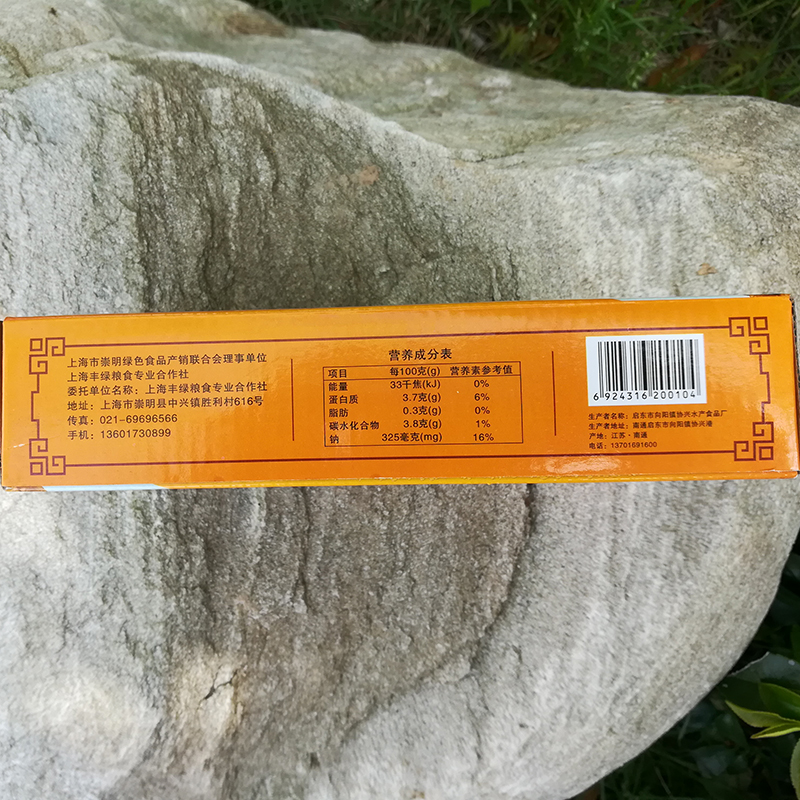 上海市崇明绿色食品产销联合会理事单位
上海丰绿粮食专业合作社
委托单位名称：上海丰绿粮食专业合作社
地址：上海市崇明县中兴镇胜利村616号
传真：021-69696566
手机：13601730899
营养成分表
项目 每100克(g) 营养素参考值
能量 33千焦(kJ) 0%
蛋白质 3.7克(g) 6%
脂肪 0.3克(g) 0%
碳水化合物 3.8克(g) 1%
钠 325毫克(mg) 16%
6 924316 200104
生产者名称：启东市向阳镇协兴水产食品厂
生产者地址：南通启东市向阳镇协兴港
产地：江苏·南通
电话：13701691600